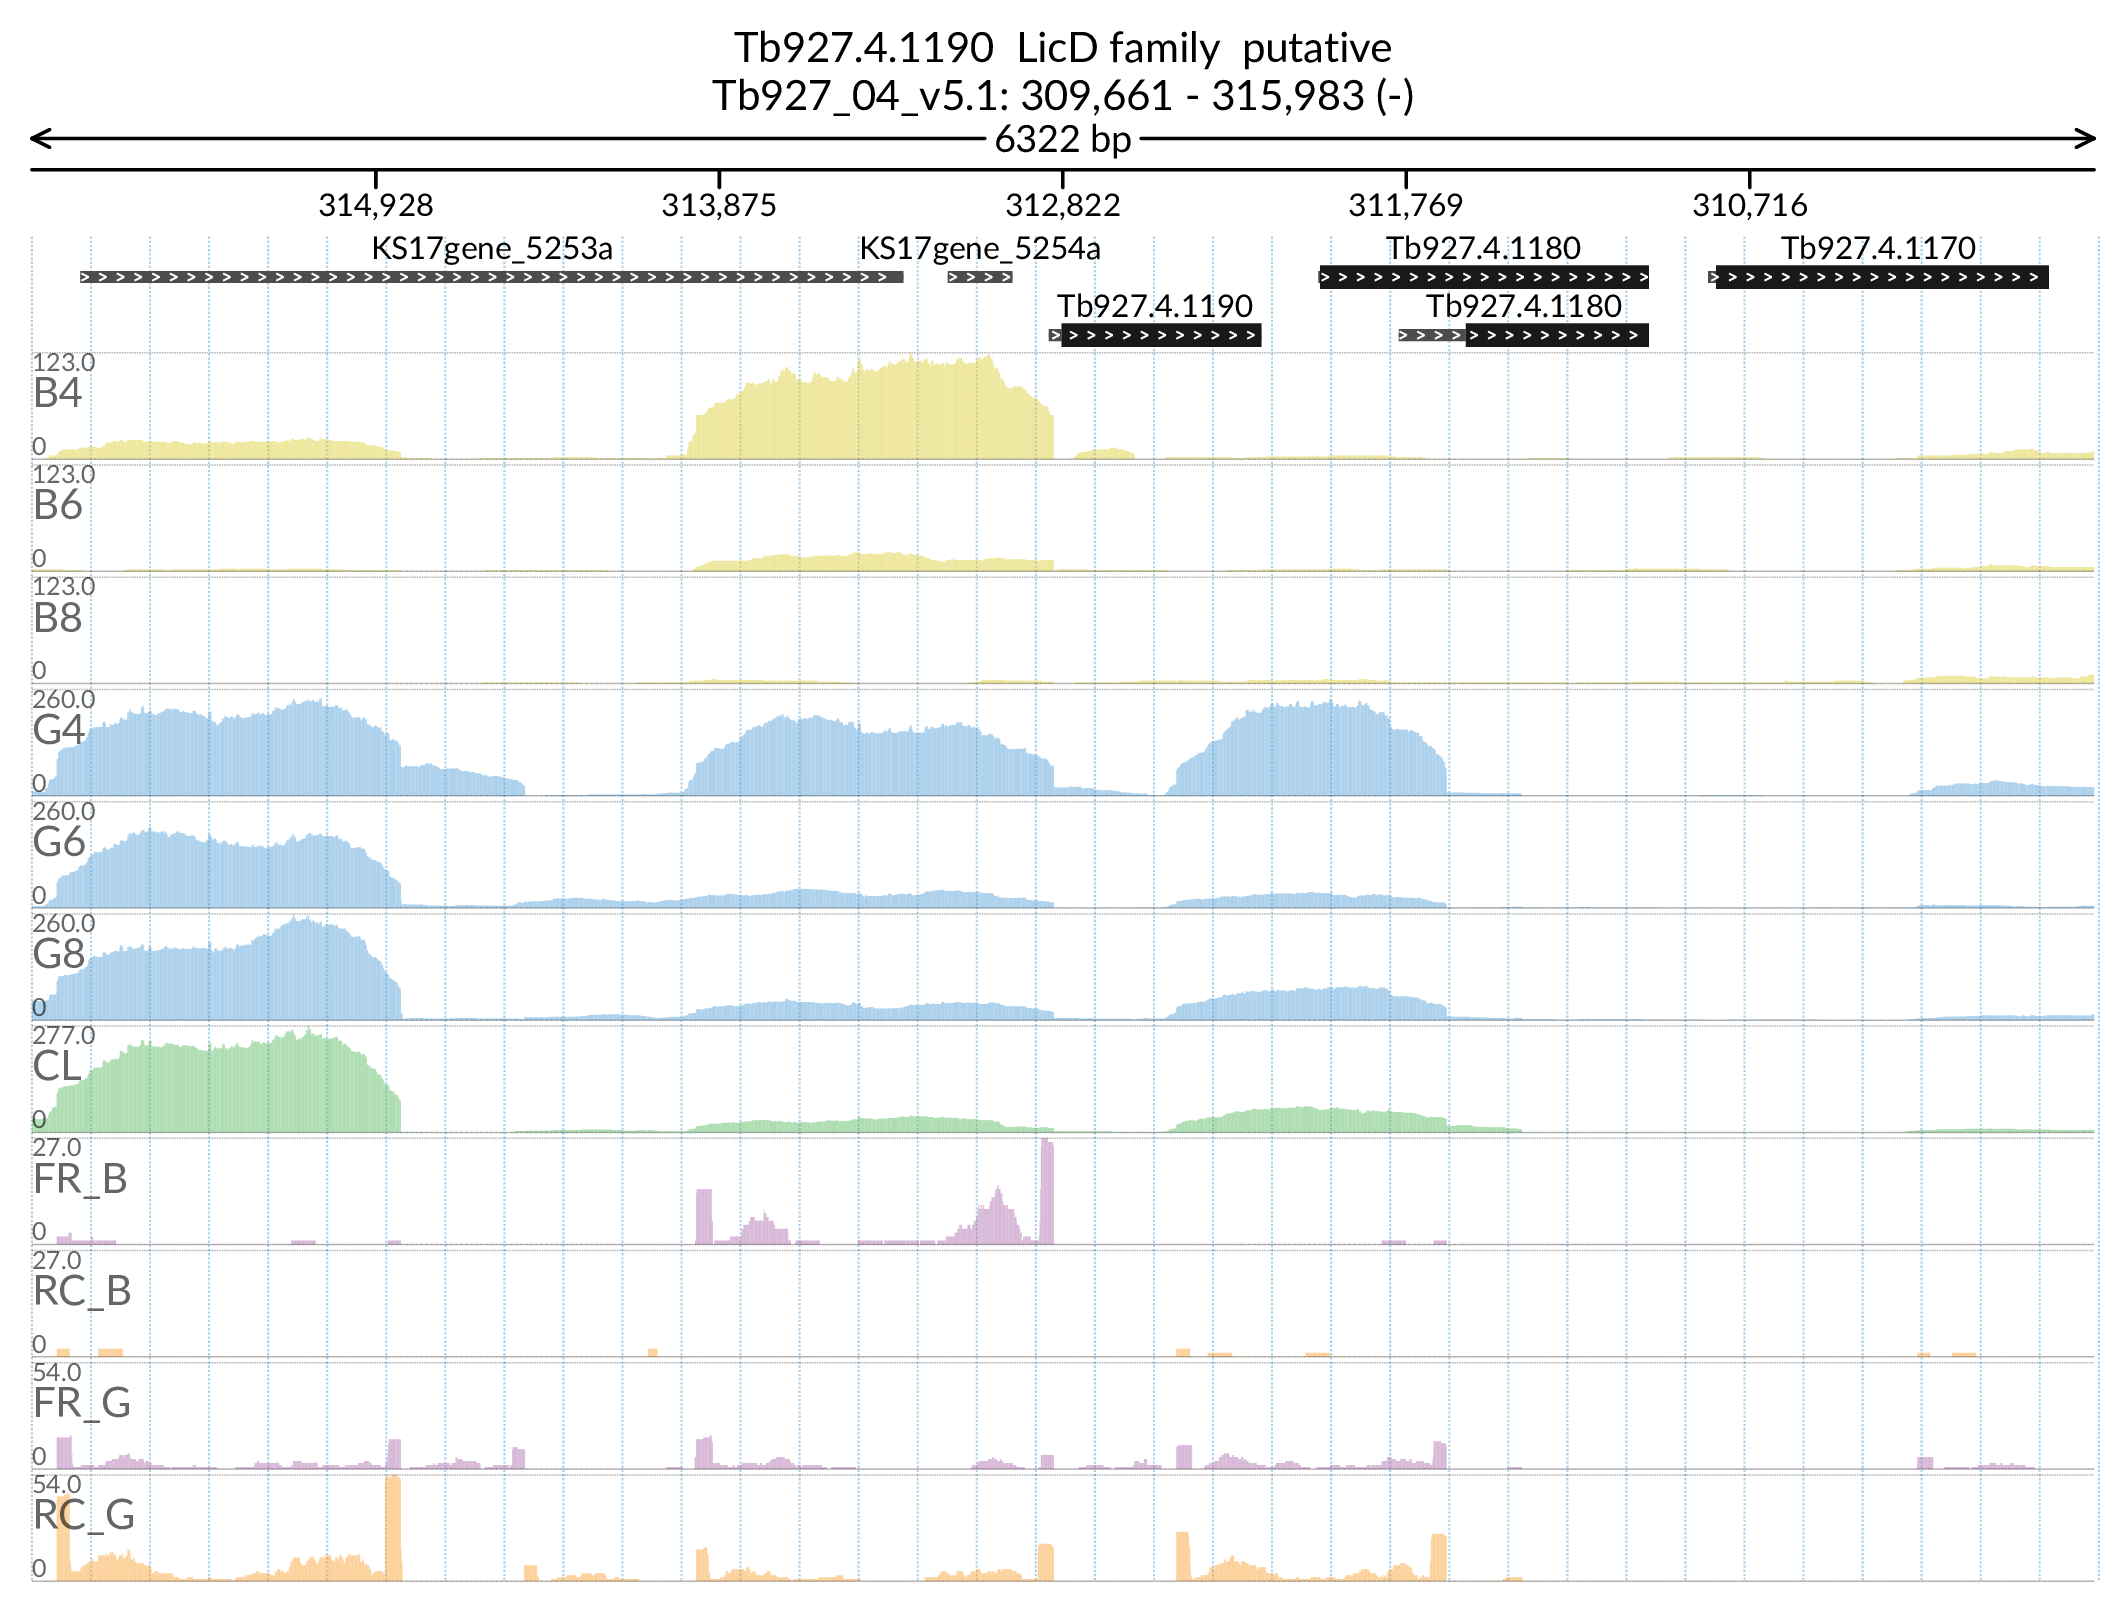 Tb927.4.1190  LicD family  putative
Tb927_04_v5.1: 309,661 - 315,983 (-)
6322 bp
314,928 313,875 312,822 311,769 310,716
KS17gene_5253a KS17gene_5254a Tb927.4.1180 Tb927.4.1170
Tb927.4.1190 Tb927.4.1180
123.0
B4
0
123.0
B6
0
123.0
B8
0
260.0
G4
0
260.0
G6
0
260.0
G8
0
277.0
CL
0
27.0
FR_B
0
27.0
RC_B
0
54.0
FR_G
0
54.0
RC_G
0